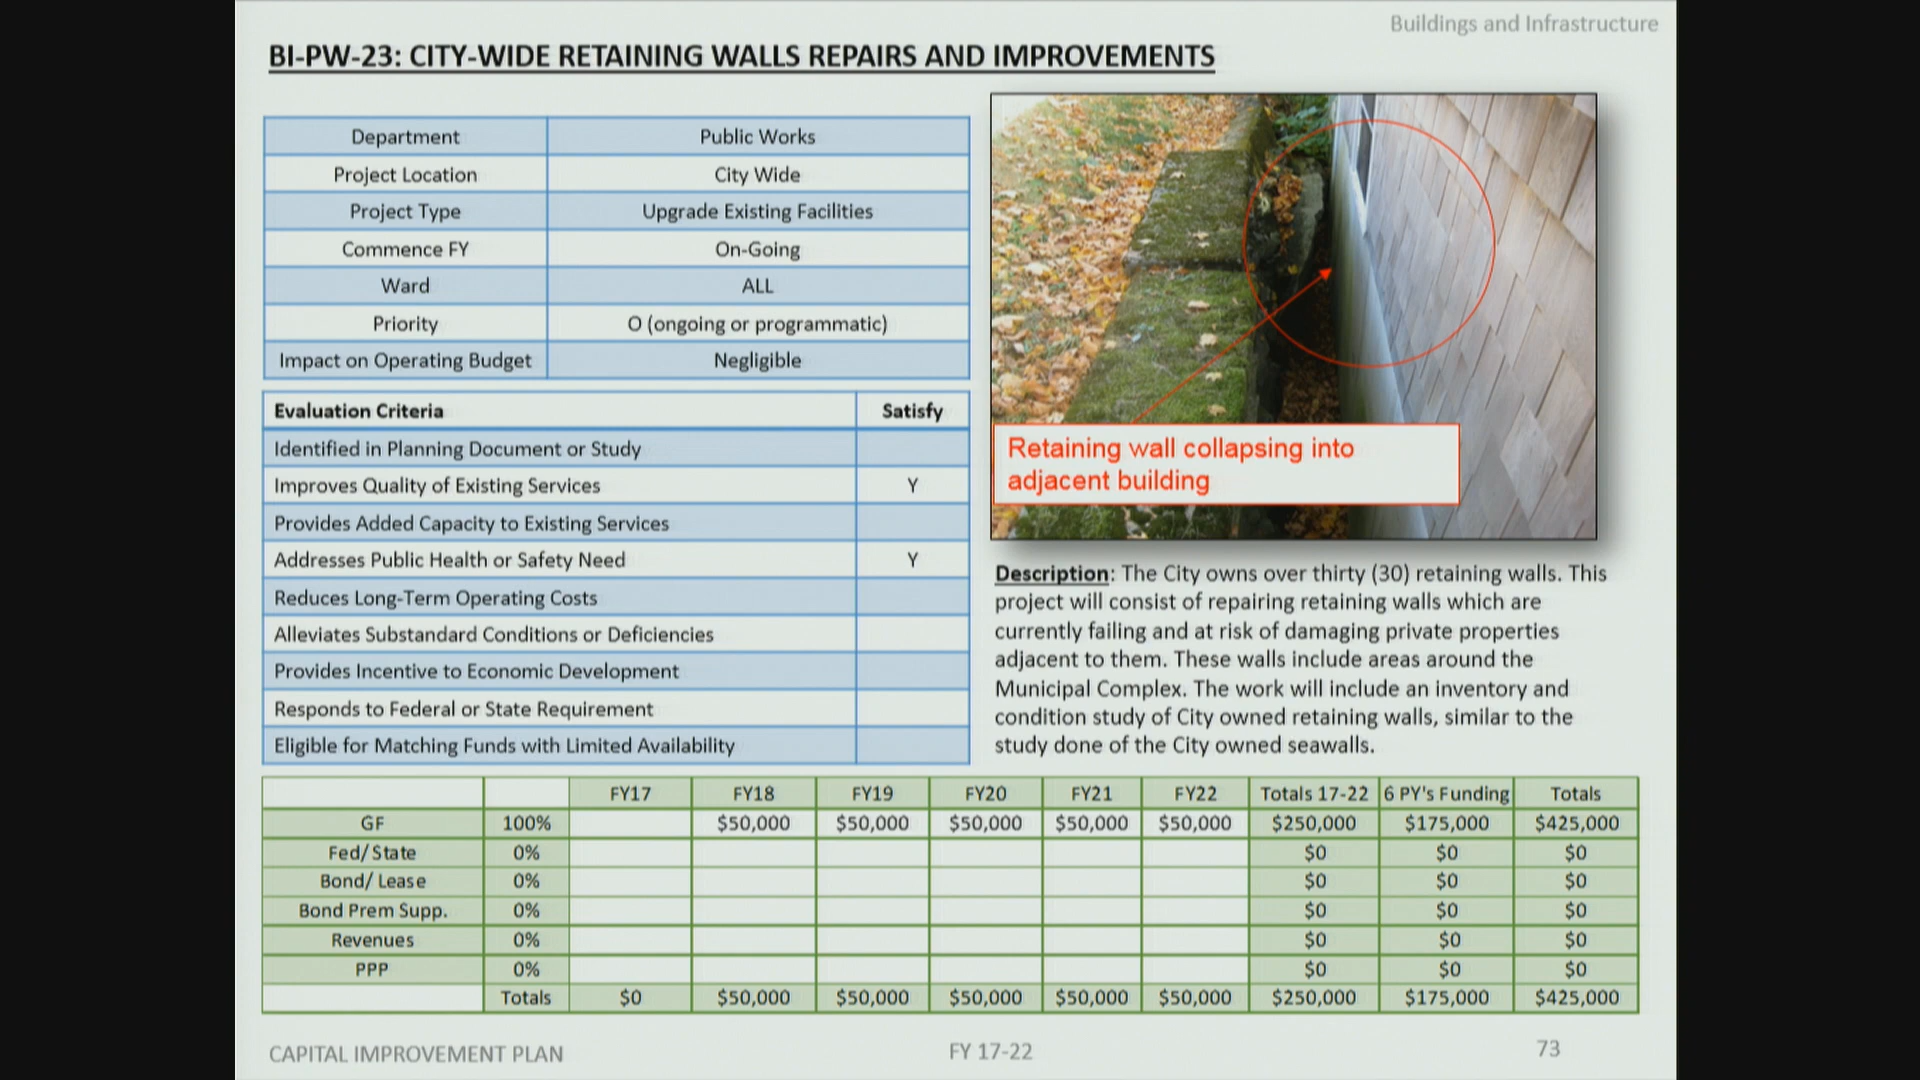 Buildings and Infrastructure
BI-PW-23: CITY-WIDE RETAINING WALLS REPAIRS AND IMPROVEMENTS
Department Public Works
Project Location City Wide
Project Type Upgrade Existing Facilities
Commence FY On-Going
Ward ALL
Priority O (ongoing or programmatic)
Impact on Operating Budget Negligible
Evaluation Criteria Satisfy
Identified in Planning Document or Study
Improves Quality of Existing Services Y
Provides Added Capacity to Existing Services
Addresses Public Health or Safety Need Y
Reduces Long-Term Operating Costs
Alleviates Substandard Conditions or Deficiencies
Provides Incentive to Economic Development
Responds to Federal or State Requirement
Eligible for Matching Funds with Limited Availability
Retaining wall collapsing into
adjacent building
Description: The City owns over thirty (30) retaining walls. This
project will consist of repairing retaining walls which are
currently failing and at risk of damaging private properties
adjacent to them. These walls include areas around the
Municipal Complex. The work will include an inventory and
condition study of City owned retaining walls, similar to the
study done of the City owned seawalls.
FY17 FY18 FY19 FY20 FY21 FY22 Totals 17-22 6 PY's Funding Totals
GF 100% $50,000 $50,000 $50,000 $50,000 $50,000 $250,000 $175,000 $425,000
Fed/ State 0% $0 $0 $0
Bond/ Lease 0% $0 $0 $0
Bond Prem Supp. 0% $0 $0 $0
Revenues 0% $0 $0 $0
PPP 0% $0 $0 $0
Totals $0 $50,000 $50,000 $50,000 $50,000 $50,000 $250,000 $175,000 $425,000
CAPITAL IMPROVEMENT PLAN FY 17-22 73